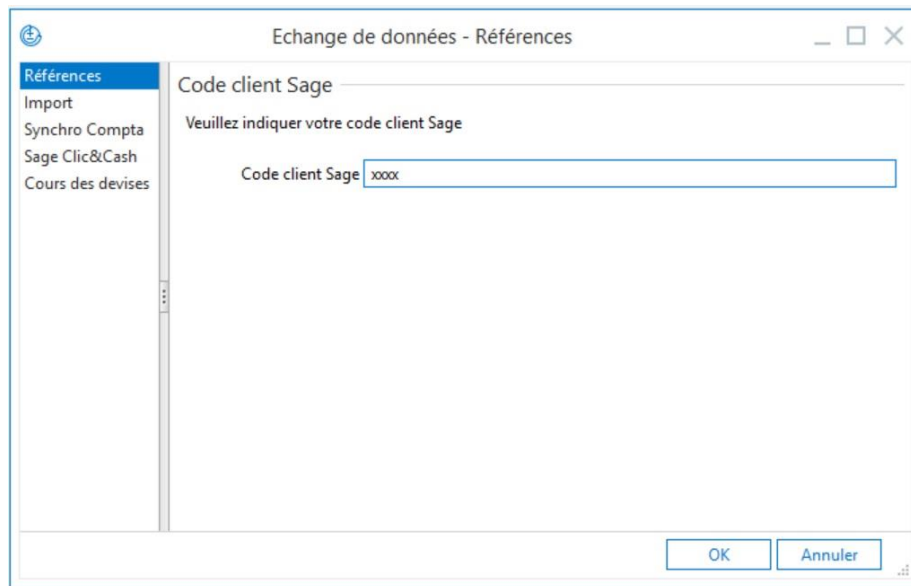 Echange de données - Références
Références
Import
Synchro Compta
Sage Clic&Cash
Cours des devises
Code client Sage
Veuillez indiquer votre code client Sage
Code client Sage xxxx
OK Annuler